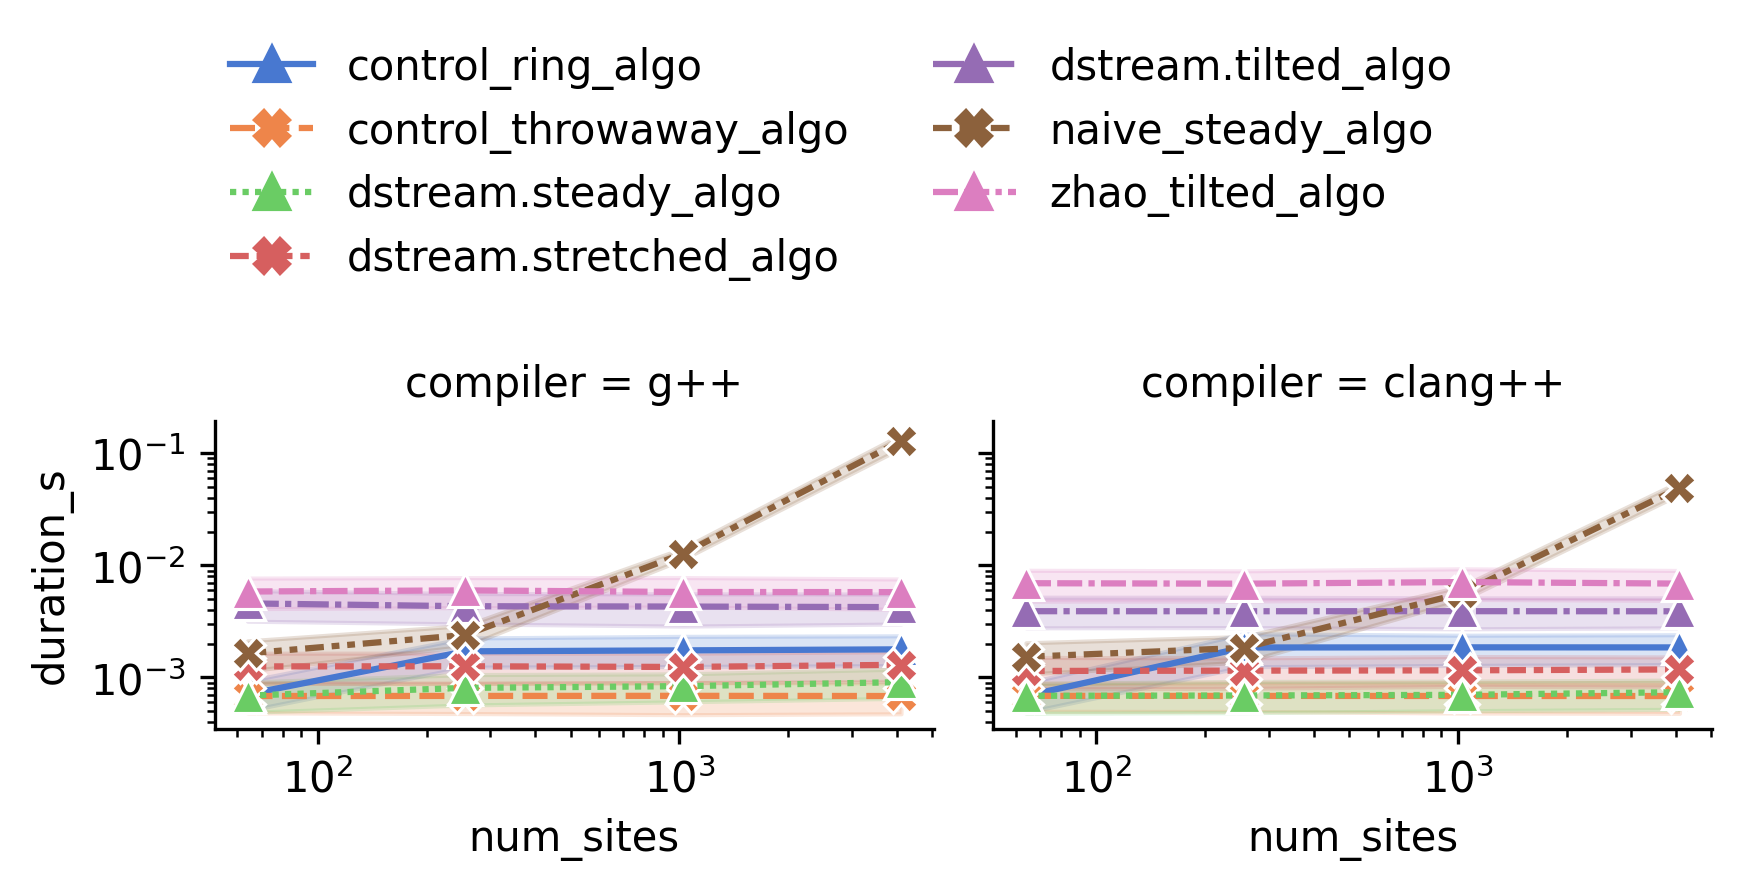 control_ring_algo
control_throwaway_algo
dstream.steady_algo
dstream.stretched_algo
dstream.tilted_algo
naive_steady_algo
zhao_tilted_algo
compiler = g++
compiler = clang++
duration_s
10⁻¹
10⁻²
10⁻³
10²
10³
10²
10³
num_sites
num_sites